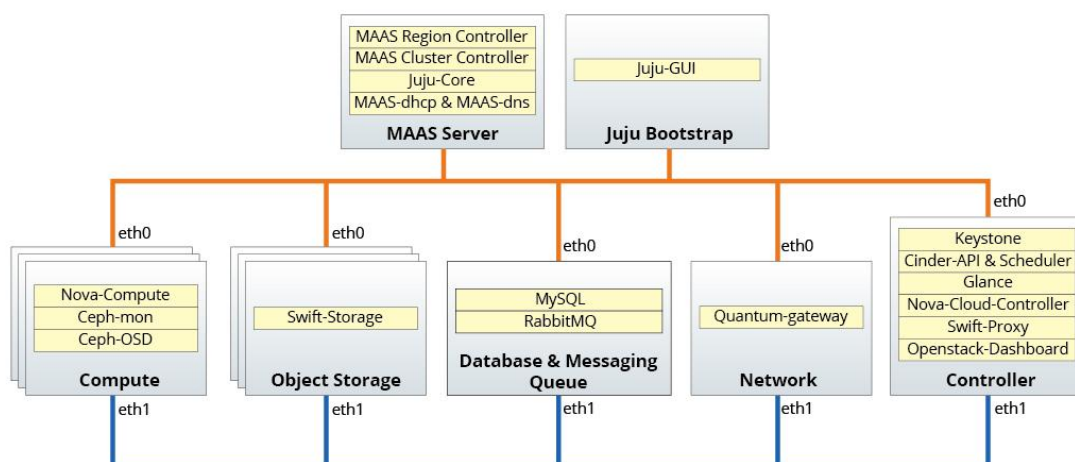 MAAS Region Controller
MAAS Cluster Controller
Juju-Core
MAAS-dhcp & MAAS-dns
MAAS Server
Juju-GUI
Juju Bootstrap
eth0
eth0
eth0
eth0
eth0
Nova-Compute
Ceph-mon
Ceph-OSD
Compute
eth1
Swift-Storage
Object Storage
eth1
MySQL
RabbitMQ
Database & Messaging
Queue
eth1
Quantum-gateway
Network
eth1
Keystone
Cinder-API & Scheduler
Glance
Nova-Cloud-Controller
Swift-Proxy
Openstack-Dashboard
Controller
eth1